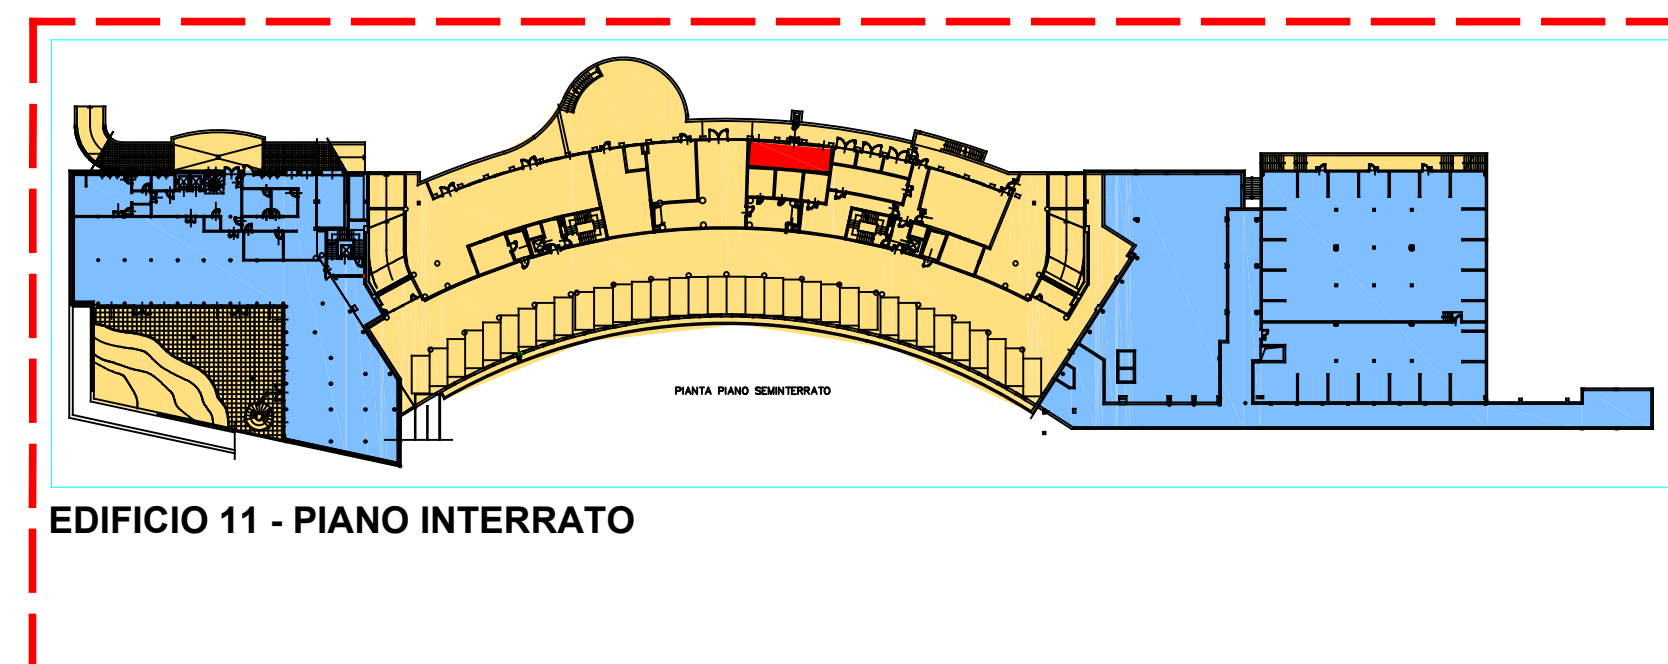 PIANTA PIANO SEMINTERRATO
EDIFICIO 11 - PIANO INTERRATO